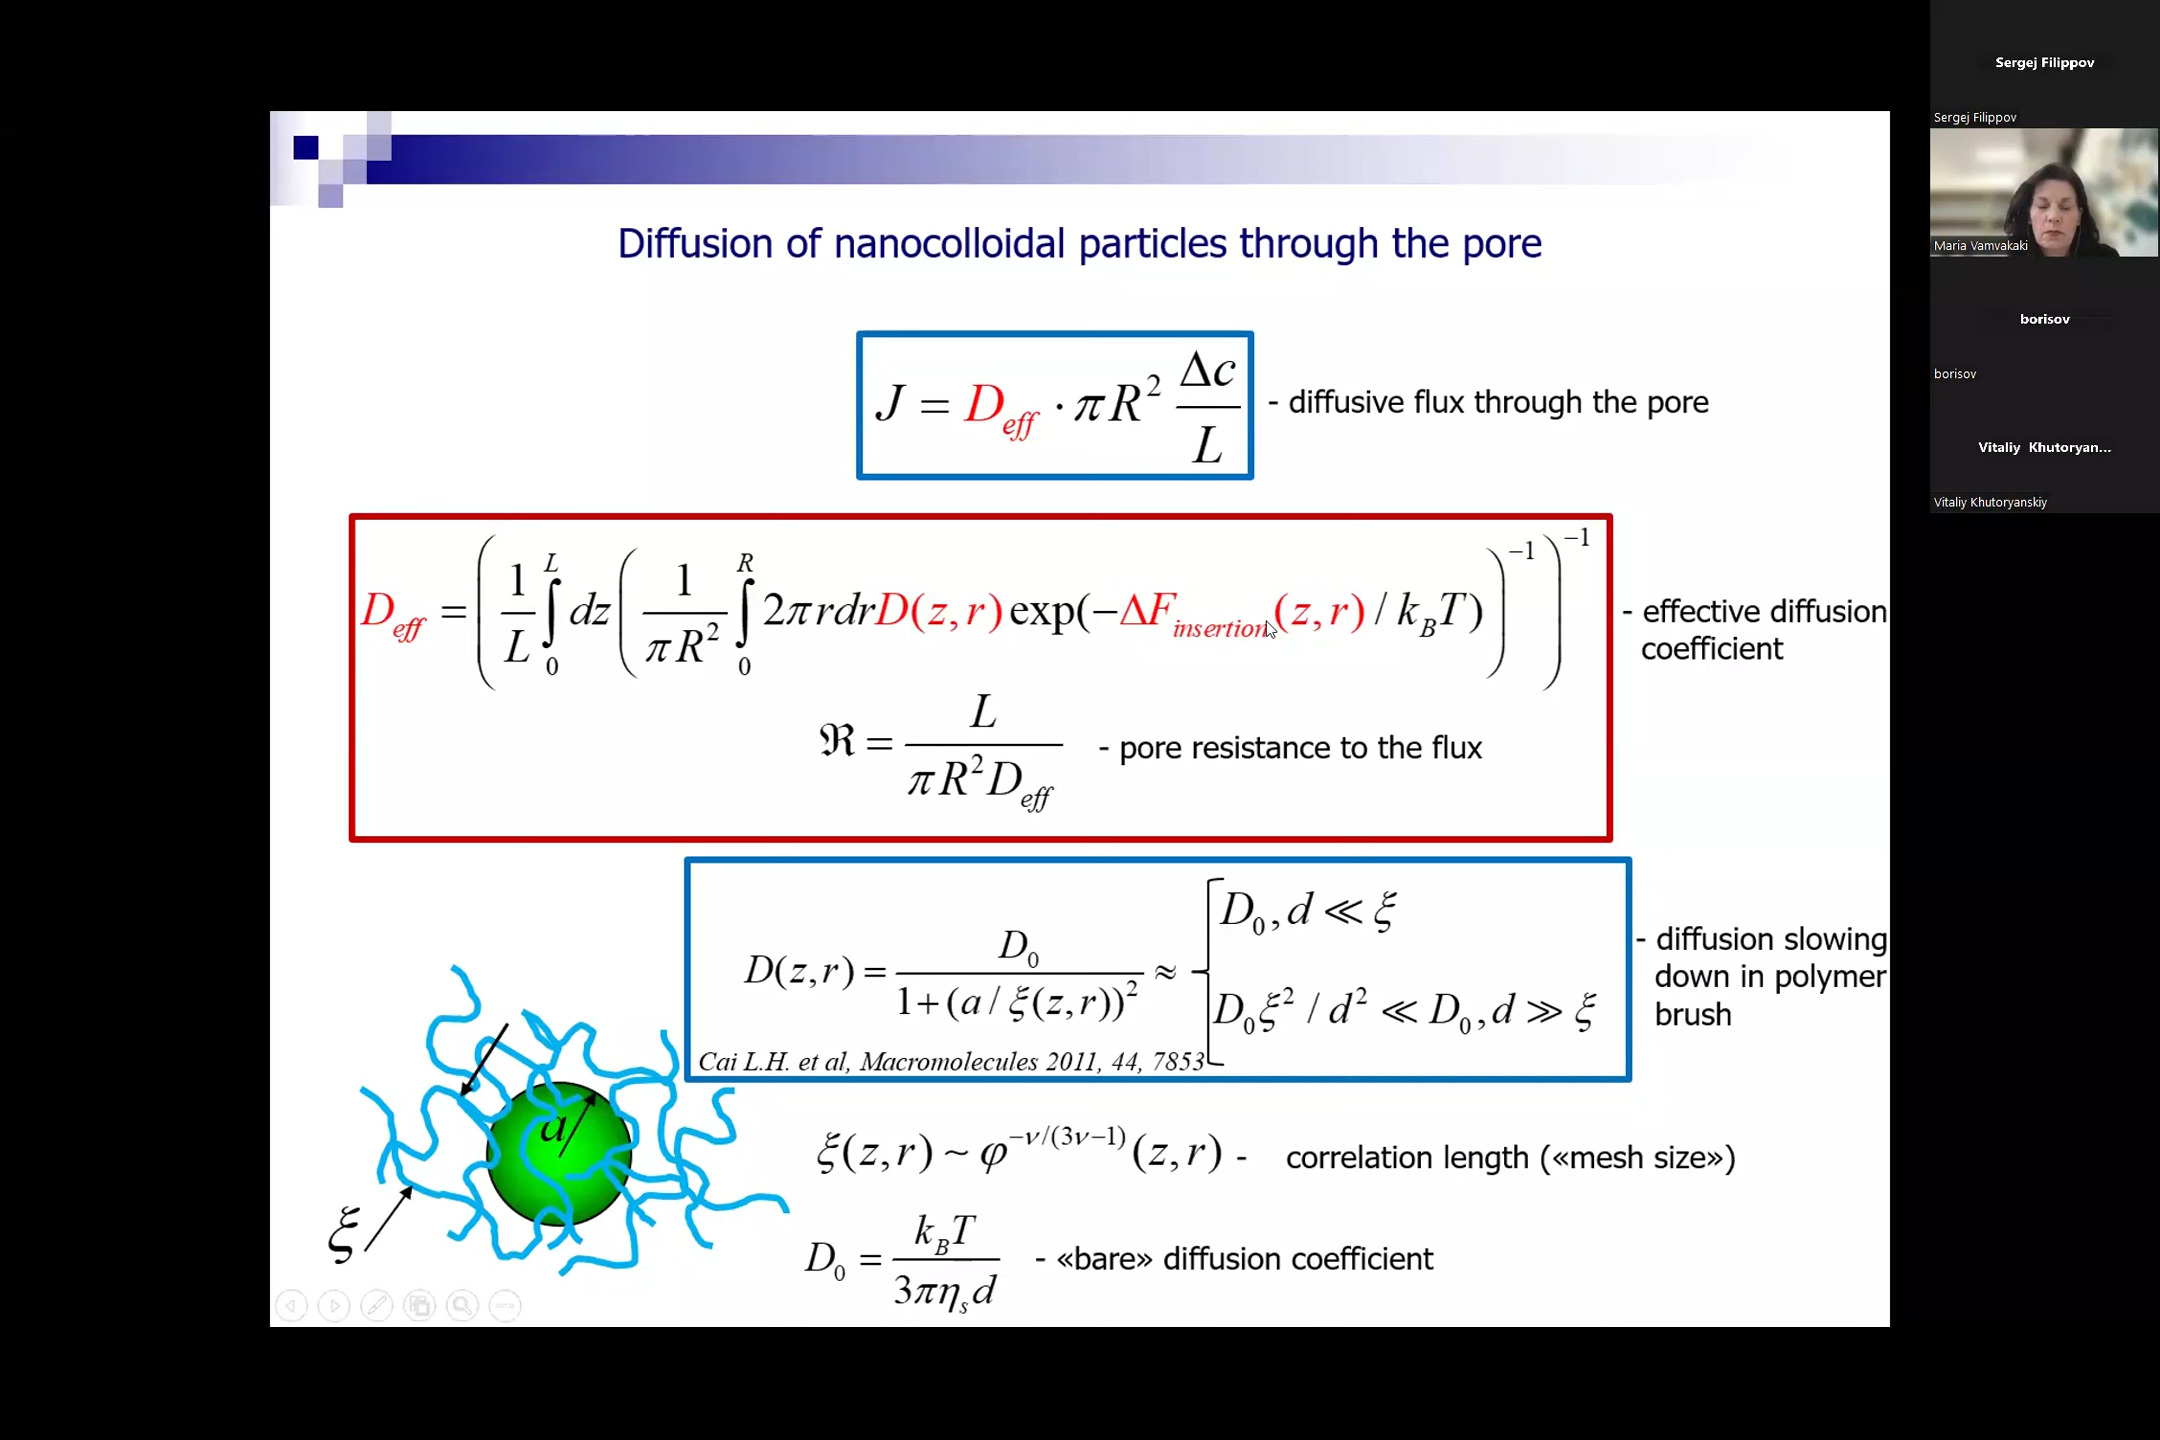 Diffusion of nanocolloidal particles through the pore
J = D_eff · πR² Δc / L - diffusive flux through the pore
D_eff = ( 1/L ∫₀ᴸ dz ( 1/πR² ∫₀ᴿ 2πrdrD(z,r)exp(−ΔF_insertion(z,r) / k_BT) )⁻¹ )⁻¹ - effective diffusion
coefficient
ℜ = L / πR²D_eff - pore resistance to the flux
D(z,r) = D₀ / 1+(a / ξ(z,r))² ≈
D₀, d ≪ ξ
D₀ξ² / d² ≪ D₀, d ≫ ξ
- diffusion slowing
down in polymer
brush
Cai L.H. et al, Macromolecules 2011, 44, 7853
a
ξ
ξ(z,r) ~ φ^{−ν/(3ν−1)}(z,r) - correlation length («mesh size»)
D₀ = k_BT / 3πη_sd - «bare» diffusion coefficient
Sergej Filippov
Sergej Filippov
Maria Vamvakaki
borisov
borisov
Vitaliy Khutoryan...
Vitaliy Khutoryanskiy